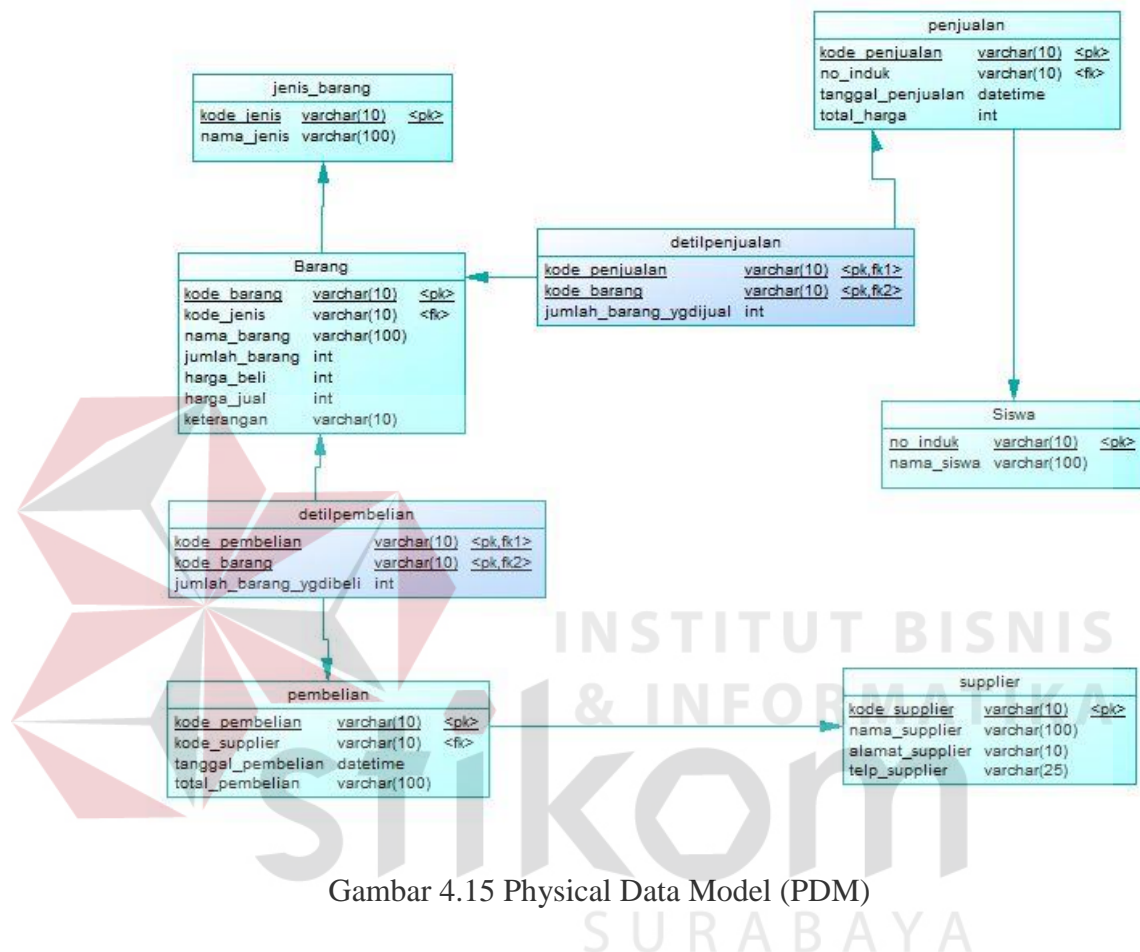 penjualan
kode_penjualan varchar(10) <pk>
no_induk varchar(10) <fk>
tanggal_penjualan datetime
total_harga int
jenis_barang
kode_jenis varchar(10) <pk>
nama_jenis varchar(100)
detilpenjualan
kode_penjualan varchar(10) <pk,fk1>
kode_barang varchar(10) <pk,fk2>
jumlah_barang_ygdijual int
Barang
kode_barang varchar(10) <pk>
kode_jenis varchar(10) <fk>
nama_barang varchar(100)
jumlah_barang int
harga_beli int
harga_jual int
keterangan varchar(10)
Siswa
no_induk varchar(10) <pk>
nama_siswa varchar(100)
detilpembelian
kode_pembelian varchar(10) <pk,fk1>
kode_barang varchar(10) <pk,fk2>
jumlah_barang_ygdibeli int
INSTITUT BISNIS
& INFORMATIKA
pembelian
kode_pembelian varchar(10) <pk>
kode_supplier varchar(10) <fk>
tanggal_pembelian datetime
total_pembelian varchar(100)
supplier
kode_supplier varchar(10) <pk>
nama_supplier varchar(100)
alamat_supplier varchar(10)
telp_supplier varchar(25)
stikom
Gambar 4.15 Physical Data Model (PDM)
SURABAYA